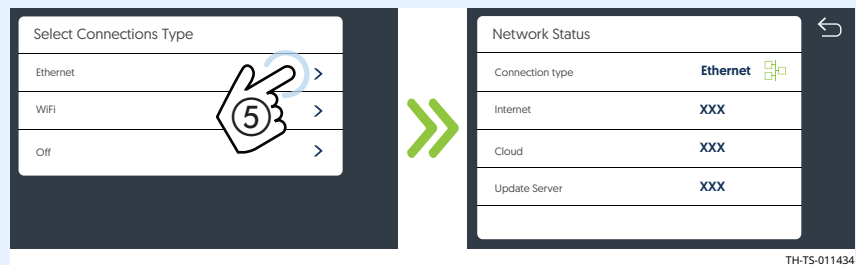 Select Connections Type
Ethernet
WiFi
Off
5
Network Status
Connection type Ethernet
Internet XXX
Cloud XXX
Update Server XXX
TH-TS-011434